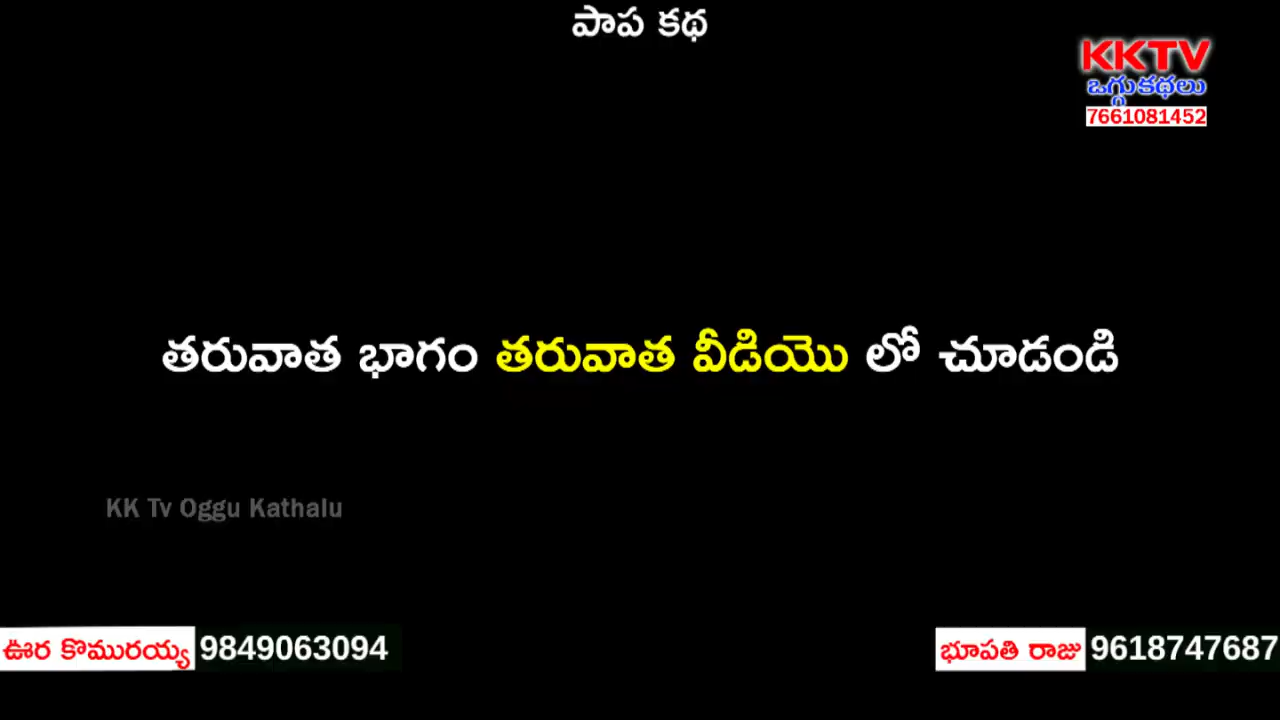 పాప కథ
KKTV
ఒగ్గుకథలు
7661081452
తరువాత భాగం తరువాత వీడియొ లో చూడండి
KK Tv Oggu Kathalu
ఊర కొమురయ్య 9849063094
భూపతి రాజు 9618747687